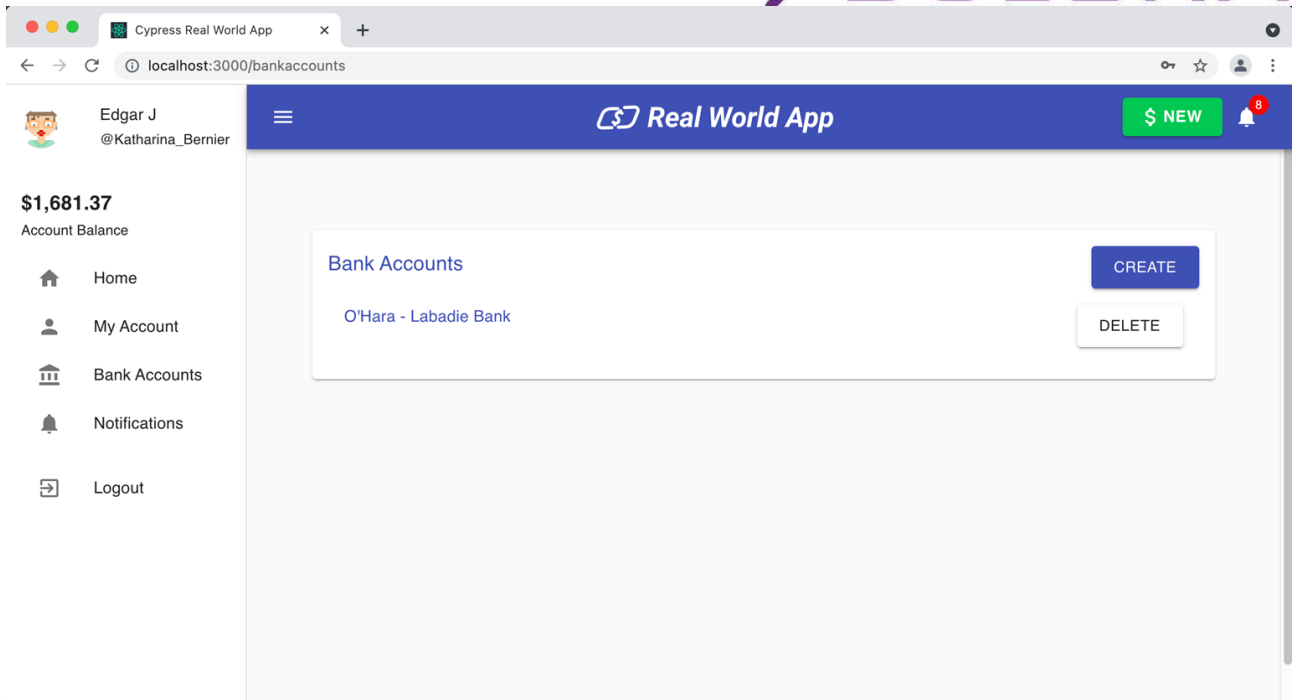 Cypress Real World App
localhost:3000/bankaccounts
Edgar J
@Katharina_Bernier
Real World App
$ NEW
8
$1,681.37
Account Balance
Home
My Account
Bank Accounts
Notifications
Logout
Bank Accounts
CREATE
O'Hara - Labadie Bank
DELETE